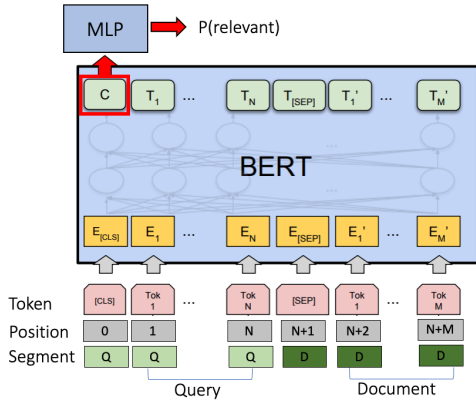 MLP P(relevant)
C T1 ... TN T[SEP] T1' ... TM'
...
BERT
...
E[CLS] E1 ... EN E[SEP] E1' ... EM'
Token [CLS] Tok 1 ... Tok N [SEP] Tok 1 ... Tok M
Position 0 1 N N+1 N+2 N+M
Segment Q Q Q D D D
Query Document